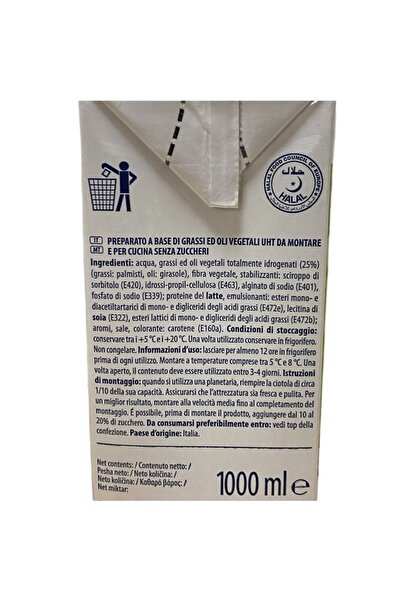 HALAL FOOD COUNCIL OF EUROPE
حلال
HALAL
IT PREPARATO A BASE DI GRASSI ED OLI VEGETALI UHT DA MONTARE
MT E PER CUCINA SENZA ZUCCHERI
Ingredienti: acqua, grassi ed oli vegetali totalmente idrogenati (25%)
(grassi: palmisti, oli: girasole), fibra vegetale, stabilizzanti: sciroppo di
sorbitolo (E420), idrossi-propil-cellulosa (E463), alginato di sodio (E401),
fosfato di sodio (E339); proteine del latte, emulsionanti: esteri mono- e
diacetiltartarici di mono- e digliceridi degli acidi grassi (E472e), lecitina di
soia (E322), esteri lattici di mono- e digliceridi degli acidi grassi (E472b);
aromi, sale, colorante: carotene (E160a). Condizioni di stoccaggio:
conservare tra i +5 °C e i +20 °C. Una volta utilizzato conservare in frigorifero.
Non congelare. Informazioni d'uso: lasciare per almeno 12 ore in frigorifero
prima di ogni utilizzo. Montare a temperature comprese tra 5 °C e 8 °C. Una
volta aperto, il contenuto deve essere utilizzato entro 3-4 giorni. Istruzioni
di montaggio: quando si utilizza una planetaria, riempire la ciotola di circa
1/10 della sua capacità. Assicurarsi che l'attrezzatura sia fresca e pulita. Per
un miglior risultato, montare alla velocità media fino al completamento del
montaggio. É possibile, prima di montare il prodotto, aggiungere dal 10 al
20% di zucchero. Da consumarsi preferibilmente entro: vedi top della
confezione. Paese d'origine: Italia.
Net contents: / Contenuto netto: /
Pesha neto: / Neto količina: /
Neto količina: / Καθαρό βάρος: /
Net miktar:
1000 ml e